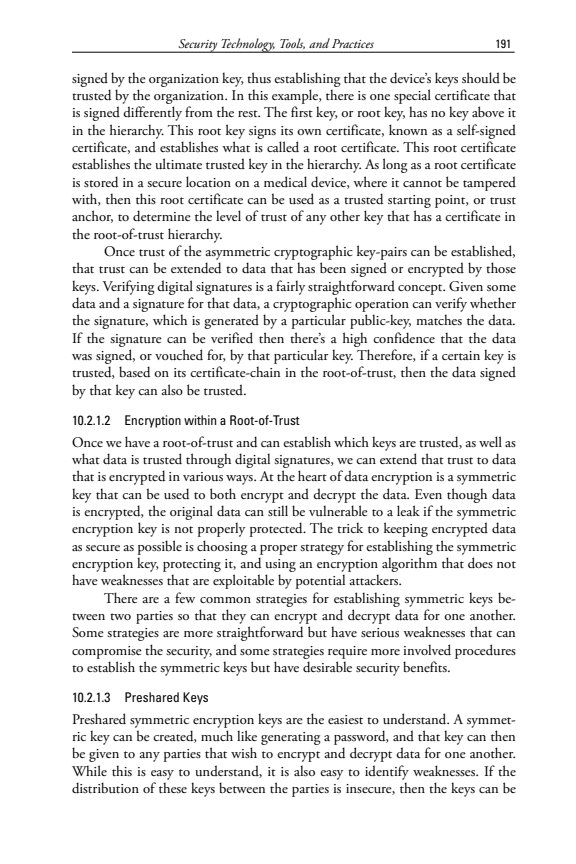 Security Technology, Tools, and Practices 191
signed by the organization key, thus establishing that the device’s keys should be
trusted by the organization. In this example, there is one special certificate that
is signed differently from the rest. The first key, or root key, has no key above it
in the hierarchy. This root key signs its own certificate, known as a self-signed
certificate, and establishes what is called a root certificate. This root certificate
establishes the ultimate trusted key in the hierarchy. As long as a root certificate
is stored in a secure location on a medical device, where it cannot be tampered
with, then this root certificate can be used as a trusted starting point, or trust
anchor, to determine the level of trust of any other key that has a certificate in
the root-of-trust hierarchy.
Once trust of the asymmetric cryptographic key-pairs can be established,
that trust can be extended to data that has been signed or encrypted by those
keys. Verifying digital signatures is a fairly straightforward concept. Given some
data and a signature for that data, a cryptographic operation can verify whether
the signature, which is generated by a particular public-key, matches the data.
If the signature can be verified then there’s a high confidence that the data
was signed, or vouched for, by that particular key. Therefore, if a certain key is
trusted, based on its certificate-chain in the root-of-trust, then the data signed
by that key can also be trusted.
10.2.1.2 Encryption within a Root-of-Trust
Once we have a root-of-trust and can establish which keys are trusted, as well as
what data is trusted through digital signatures, we can extend that trust to data
that is encrypted in various ways. At the heart of data encryption is a symmetric
key that can be used to both encrypt and decrypt the data. Even though data
is encrypted, the original data can still be vulnerable to a leak if the symmetric
encryption key is not properly protected. The trick to keeping encrypted data
as secure as possible is choosing a proper strategy for establishing the symmetric
encryption key, protecting it, and using an encryption algorithm that does not
have weaknesses that are exploitable by potential attackers.
There are a few common strategies for establishing symmetric keys be-
tween two parties so that they can encrypt and decrypt data for one another.
Some strategies are more straightforward but have serious weaknesses that can
compromise the security, and some strategies require more involved procedures
to establish the symmetric keys but have desirable security benefits.
10.2.1.3 Preshared Keys
Preshared symmetric encryption keys are the easiest to understand. A symmet-
ric key can be created, much like generating a password, and that key can then
be given to any parties that wish to encrypt and decrypt data for one another.
While this is easy to understand, it is also easy to identify weaknesses. If the
distribution of these keys between the parties is insecure, then the keys can be